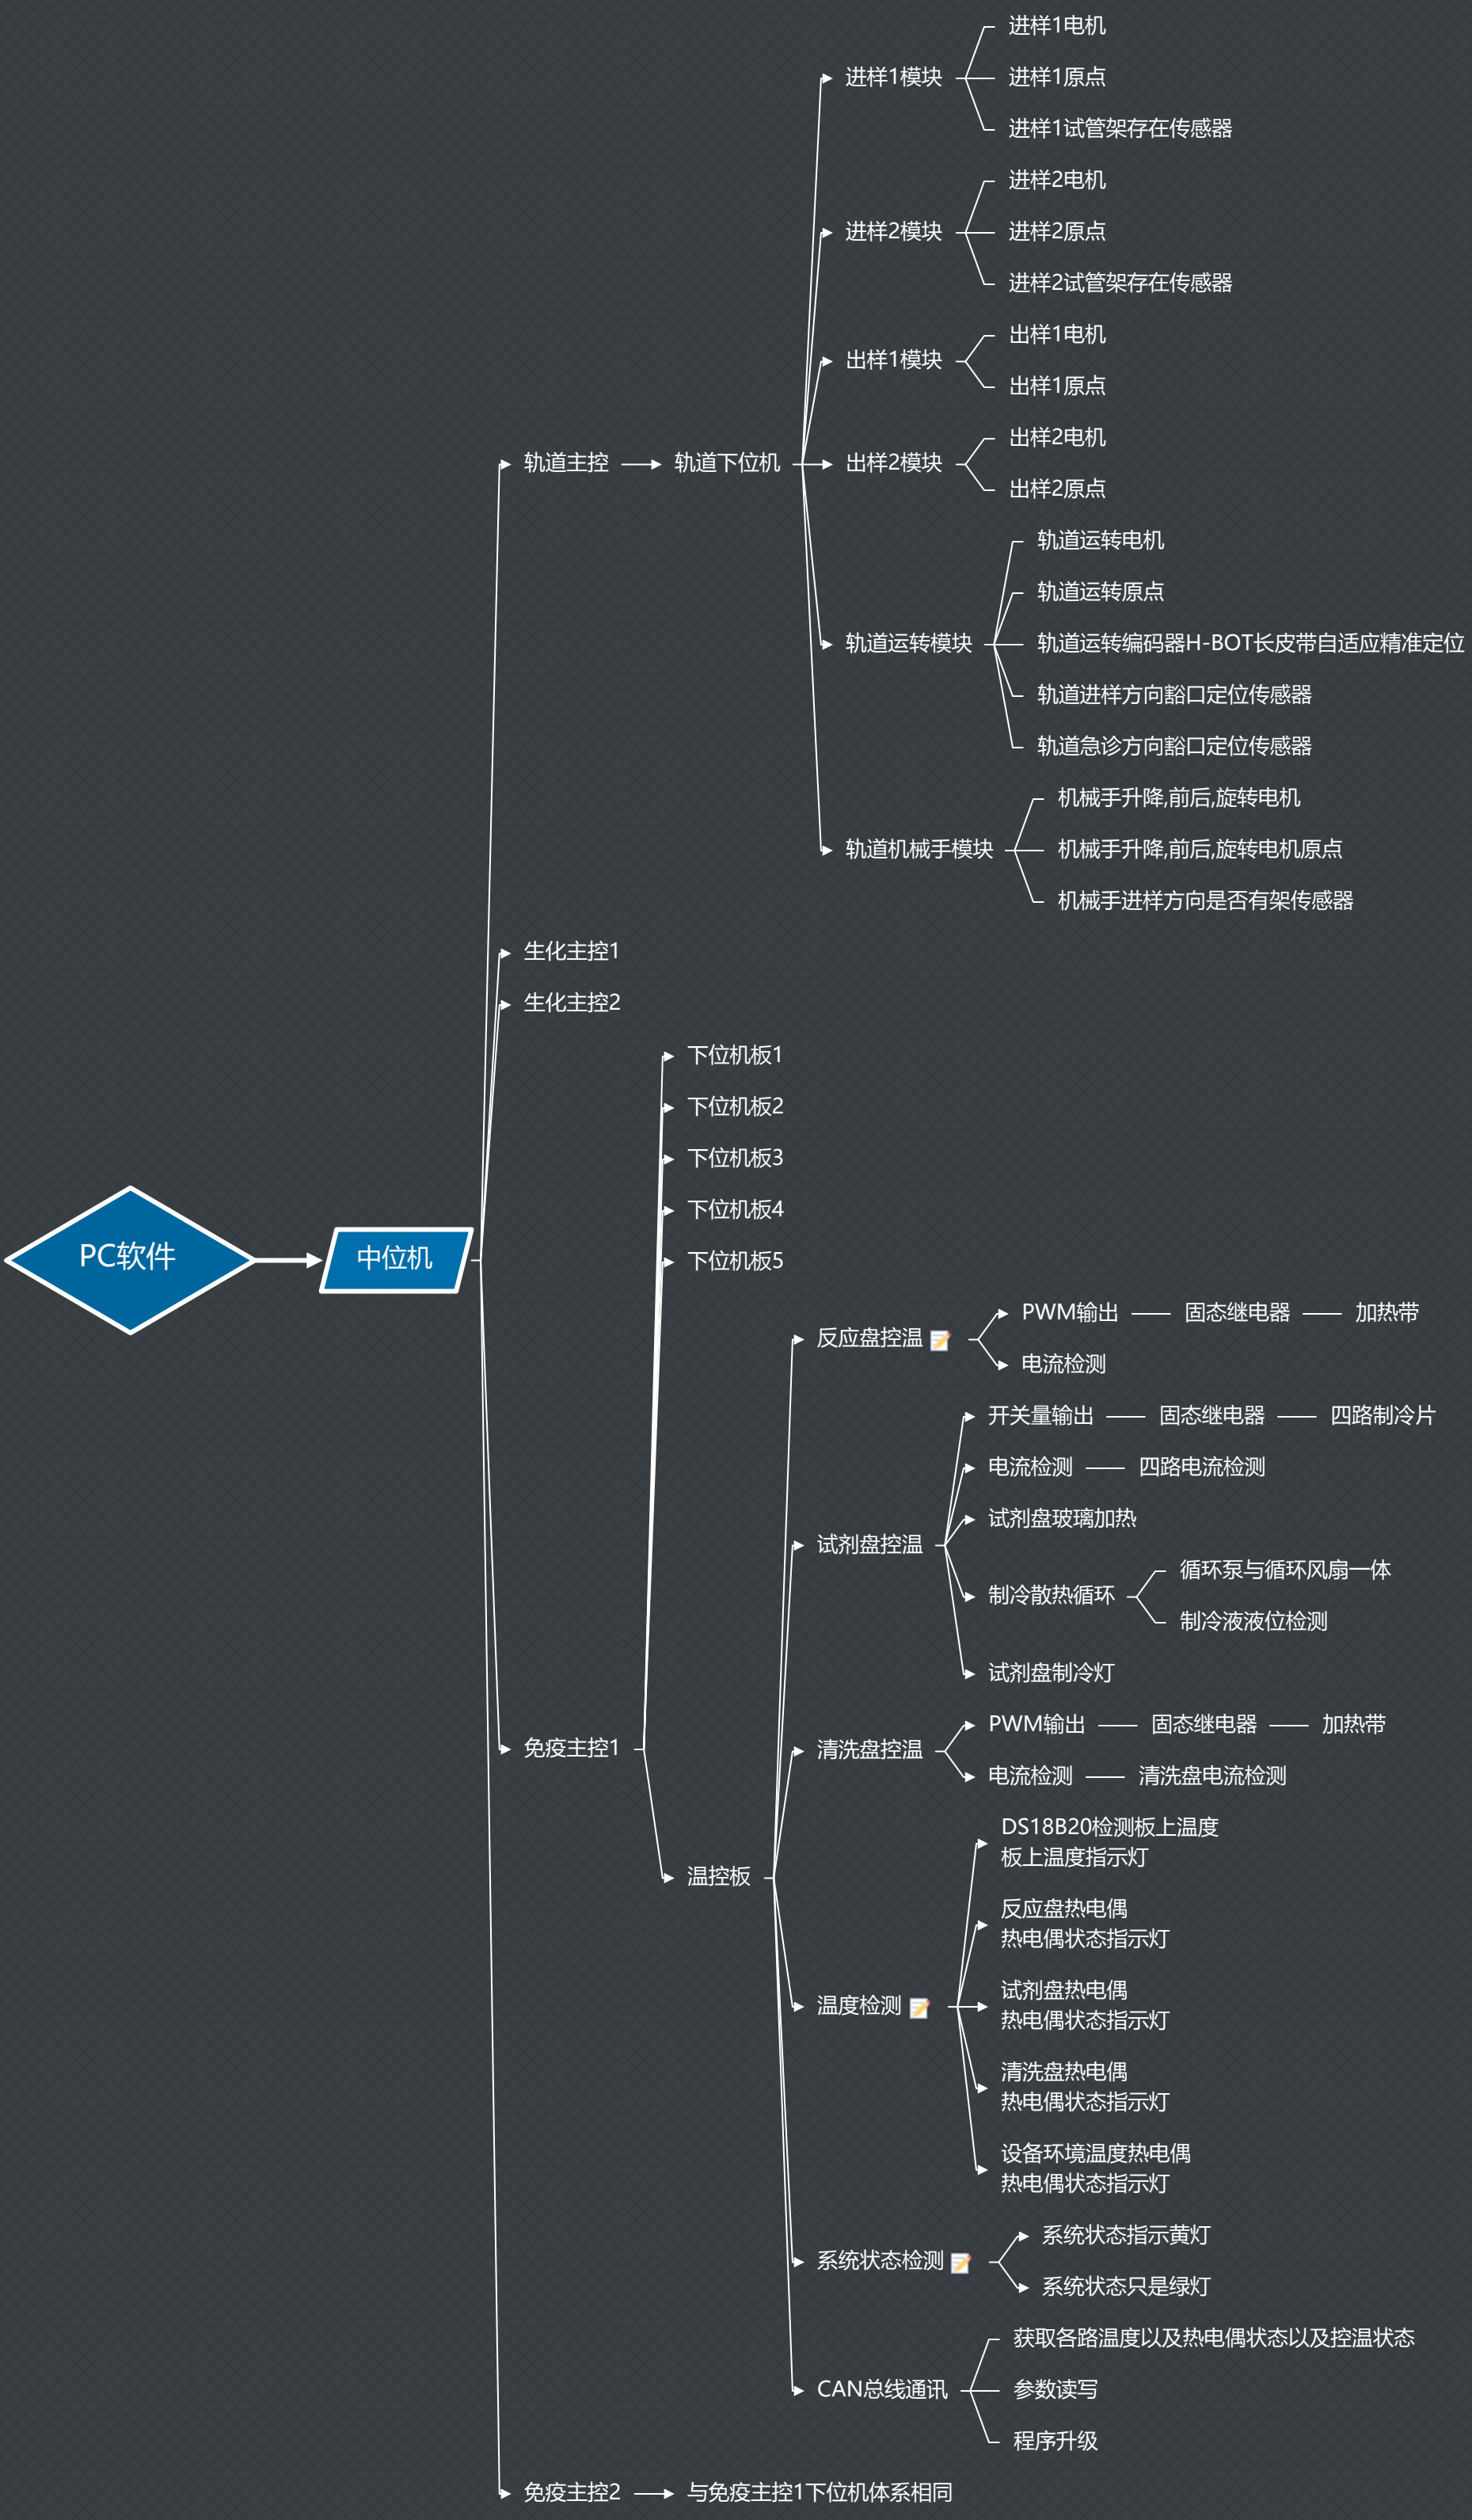 进样1电机
进样1模块
进样1原点
进样1试管架存在传感器
进样2电机
进样2模块
进样2原点
进样2试管架存在传感器
出样1电机
出样1模块
出样1原点
出样2电机
轨道主控
轨道下位机
出样2模块
出样2原点
轨道运转电机
轨道运转原点
轨道运转模块
轨道运转编码器H-BOT长皮带自适应精准定位
轨道进样方向豁口定位传感器
轨道急诊方向豁口定位传感器
机械手升降,前后,旋转电机
轨道机械手模块
机械手升降,前后,旋转电机原点
机械手进样方向是否有架传感器
生化主控1
生化主控2
下位机板1
下位机板2
下位机板3
下位机板4
PC软件
中位机
下位机板5
PWM输出
固态继电器
加热带
反应盘控温
电流检测
开关量输出
固态继电器
四路制冷片
电流检测
四路电流检测
试剂盘玻璃加热
试剂盘控温
循环泵与循环风扇一体
制冷散热循环
制冷液液位检测
试剂盘制冷灯
PWM输出
固态继电器
加热带
免疫主控1
清洗盘控温
电流检测
清洗盘电流检测
DS18B20检测板上温度
板上温度指示灯
温控板
反应盘热电偶
热电偶状态指示灯
温度检测
试剂盘热电偶
热电偶状态指示灯
清洗盘热电偶
热电偶状态指示灯
设备环境温度热电偶
热电偶状态指示灯
系统状态指示黄灯
系统状态检测
系统状态只是绿灯
获取各路温度以及热电偶状态以及控温状态
CAN总线通讯
参数读写
程序升级
免疫主控2
与免疫主控1下位机体系相同